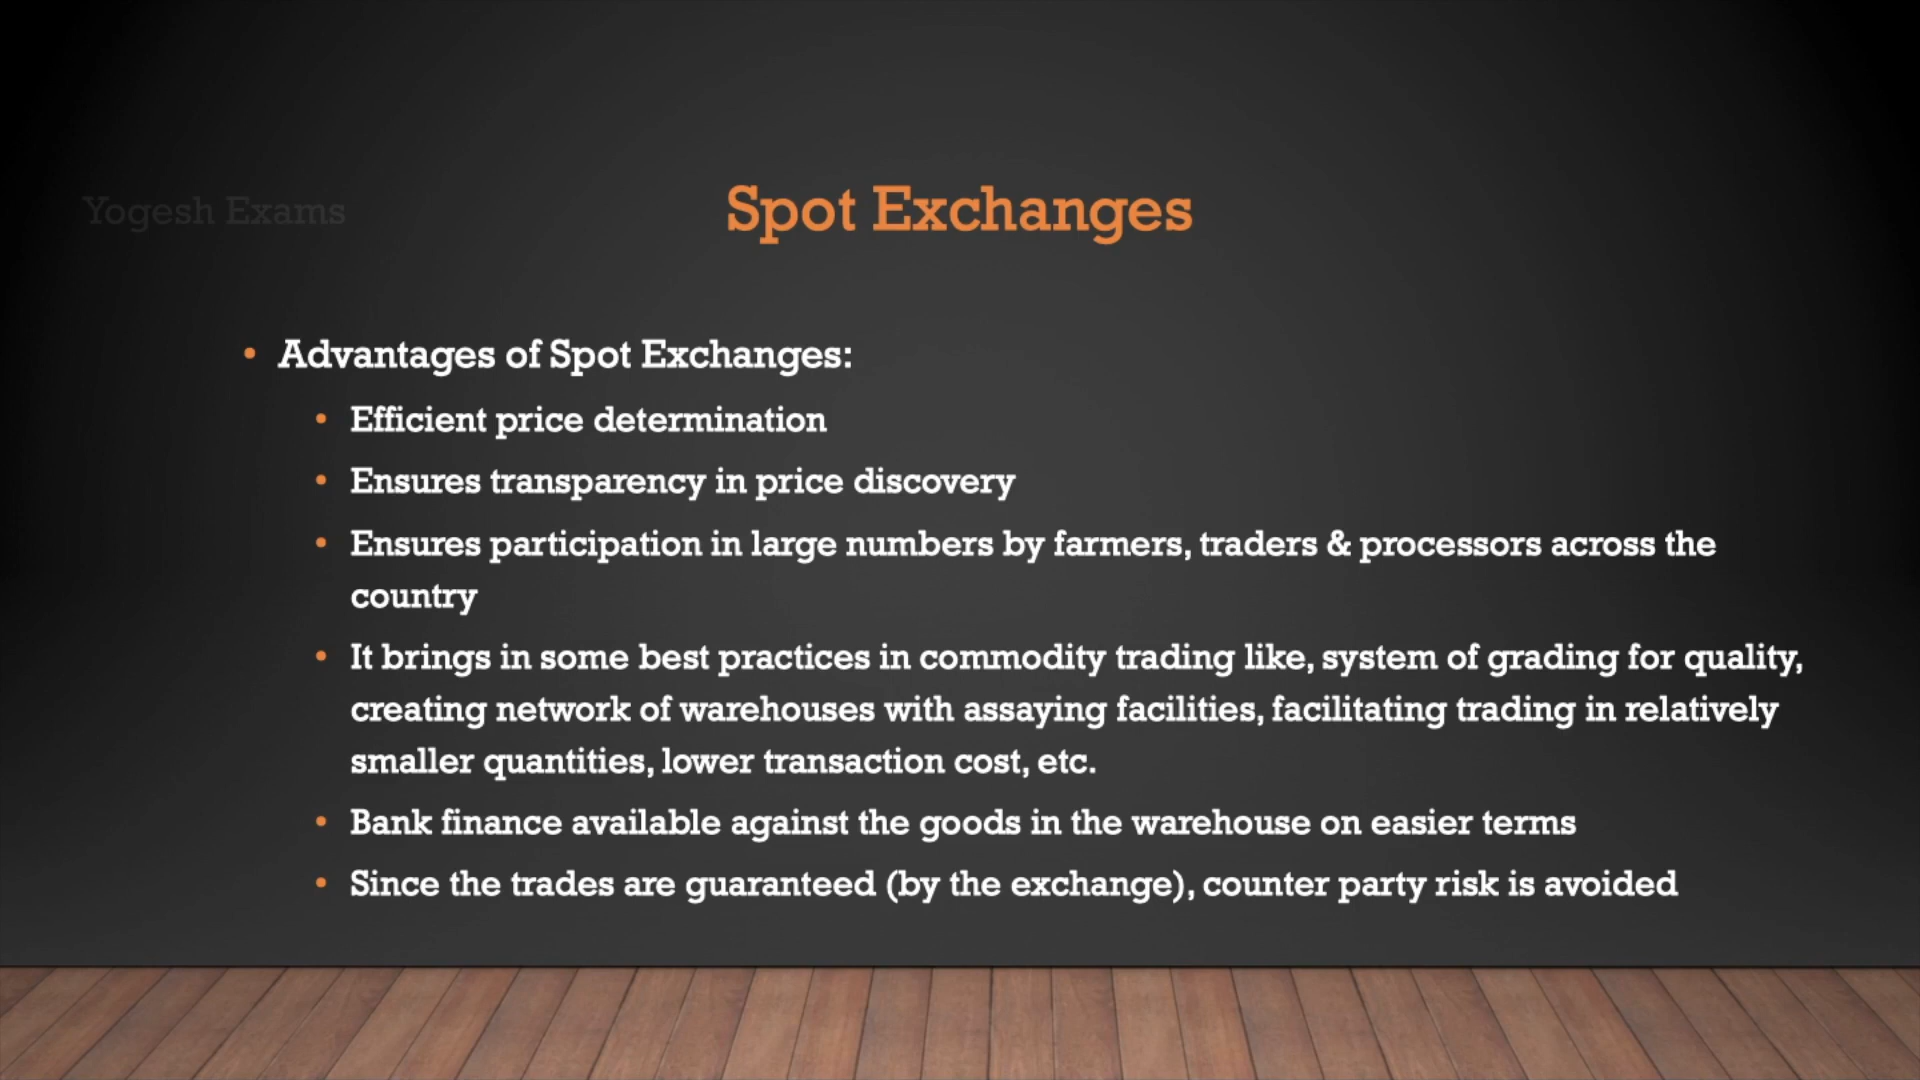 Yogesh Exams
Spot Exchanges
• Advantages of Spot Exchanges:
• Efficient price determination
• Ensures transparency in price discovery
• Ensures participation in large numbers by farmers, traders & processors across the
country
• It brings in some best practices in commodity trading like, system of grading for quality,
creating network of warehouses with assaying facilities, facilitating trading in relatively
smaller quantities, lower transaction cost, etc.
• Bank finance available against the goods in the warehouse on easier terms
• Since the trades are guaranteed (by the exchange), counter party risk is avoided